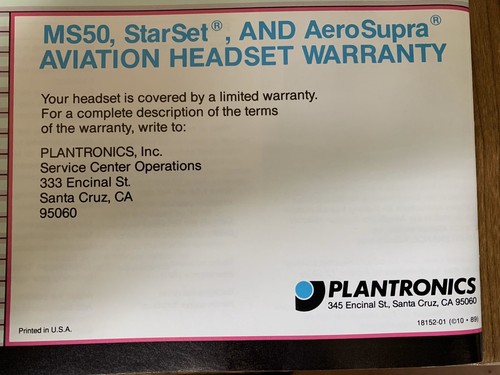 MS50, StarSet®, AND AeroSupra®
AVIATION HEADSET WARRANTY
Your headset is covered by a limited warranty.
For a complete description of the terms
of the warranty, write to:
PLANTRONICS, Inc.
Service Center Operations
333 Encinal St.
Santa Cruz, CA
95060
PLANTRONICS
345 Encinal St., Santa Cruz, CA 95060
Printed in U.S.A.
18152-01 (©10 • 89)